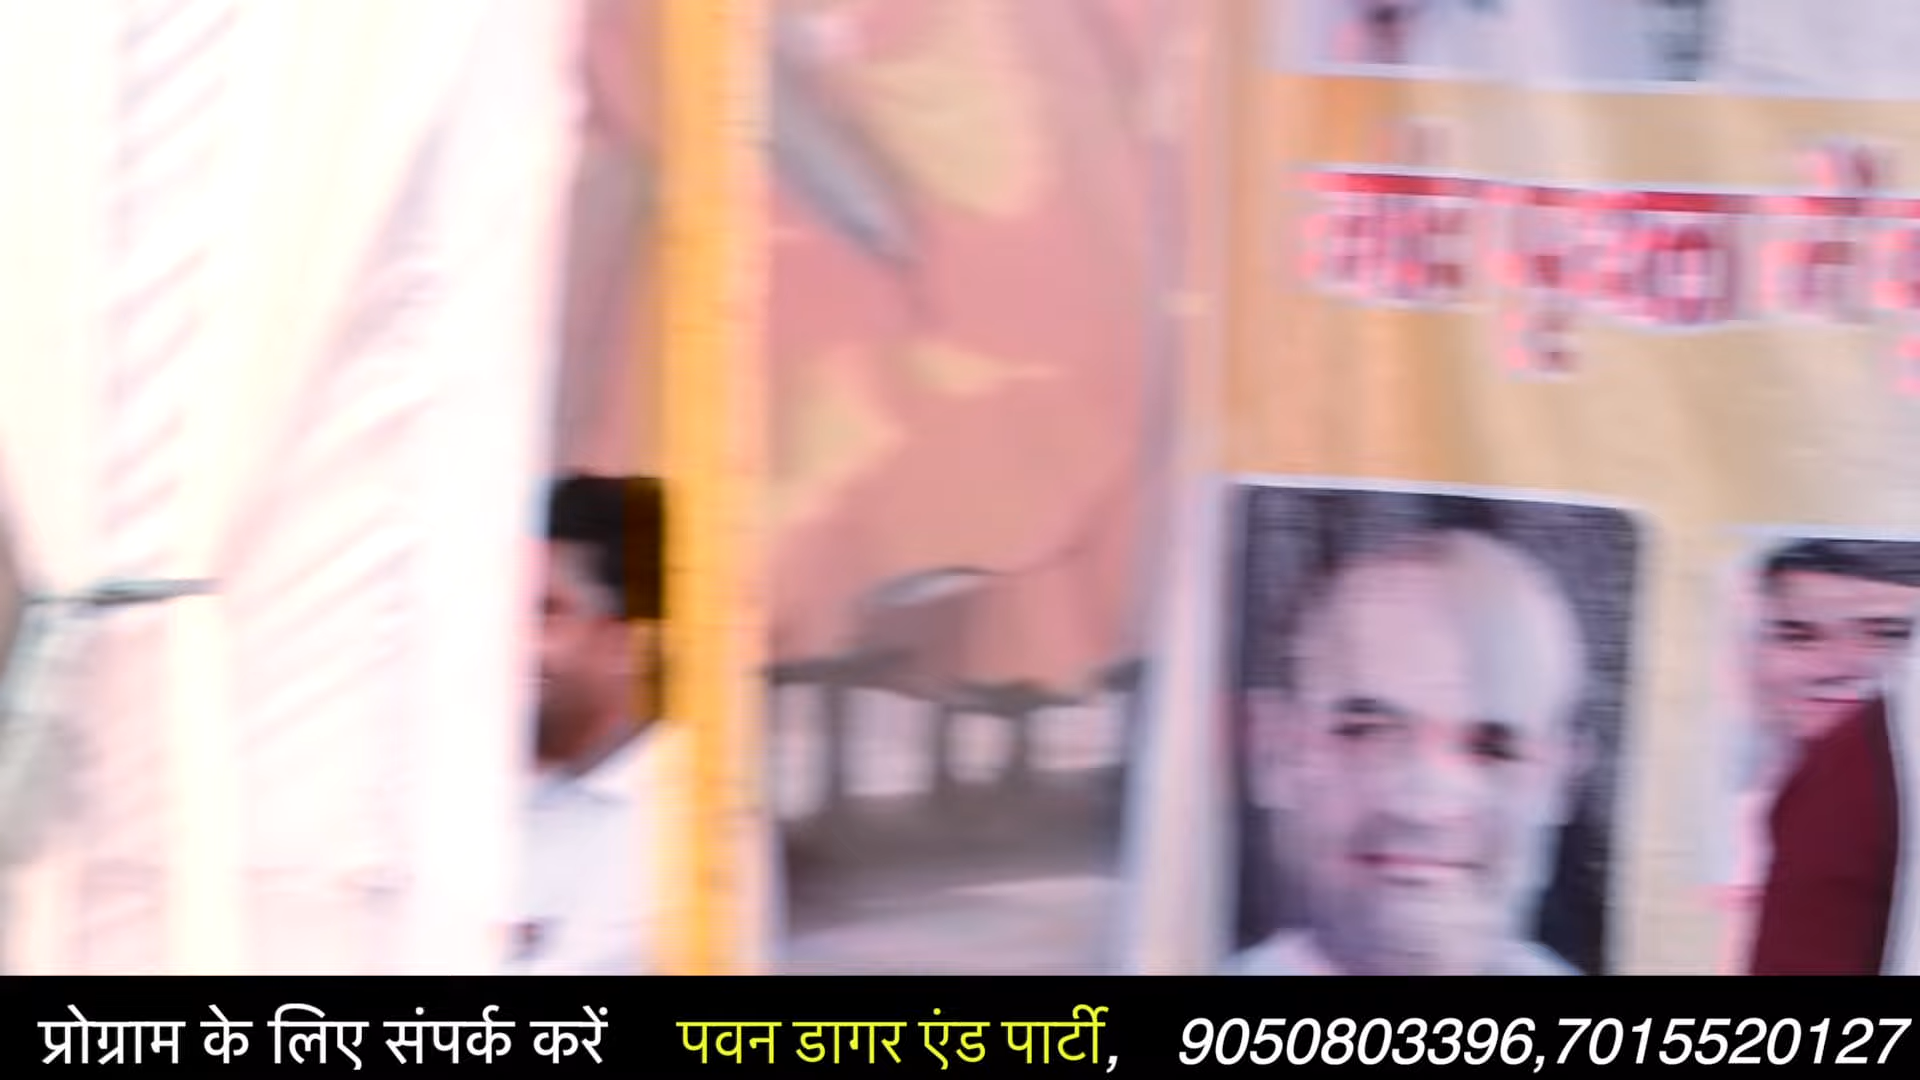 प्रोग्राम के लिए संपर्क करें पवन डागर एंड पार्टी, 9050803396,7015520127